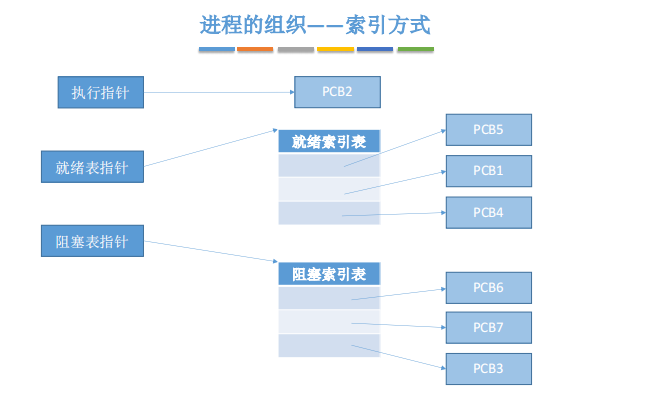 进程的组织——索引方式
执行指针
PCB2
就绪表指针
就绪索引表
PCB5
PCB1
PCB4
阻塞表指针
阻塞索引表
PCB6
PCB7
PCB3